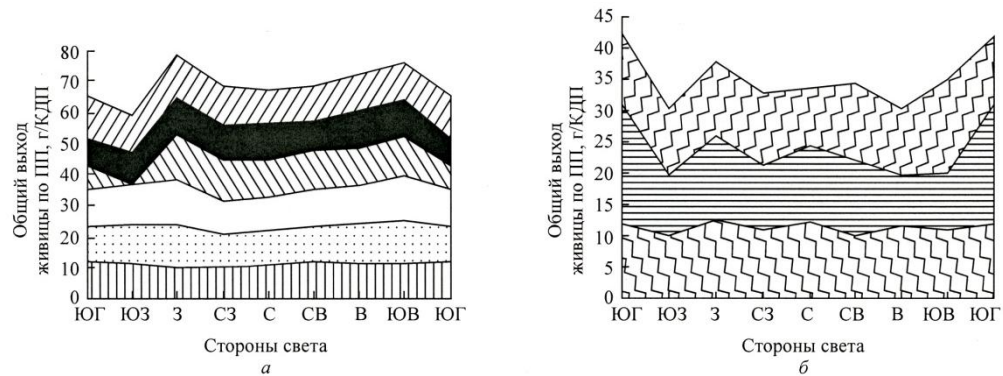 Общий выход
живицы по ПП, г/КДП
80
70
60
50
40
30
20
10
0
ЮГ ЮЗ З СЗ С СВ В ЮВ ЮГ
Стороны света
а
Общий выход
живицы по ПП, г/КДП
45
40
35
30
25
20
15
10
5
0
ЮГ ЮЗ З СЗ С СВ В ЮВ ЮГ
Стороны света
б